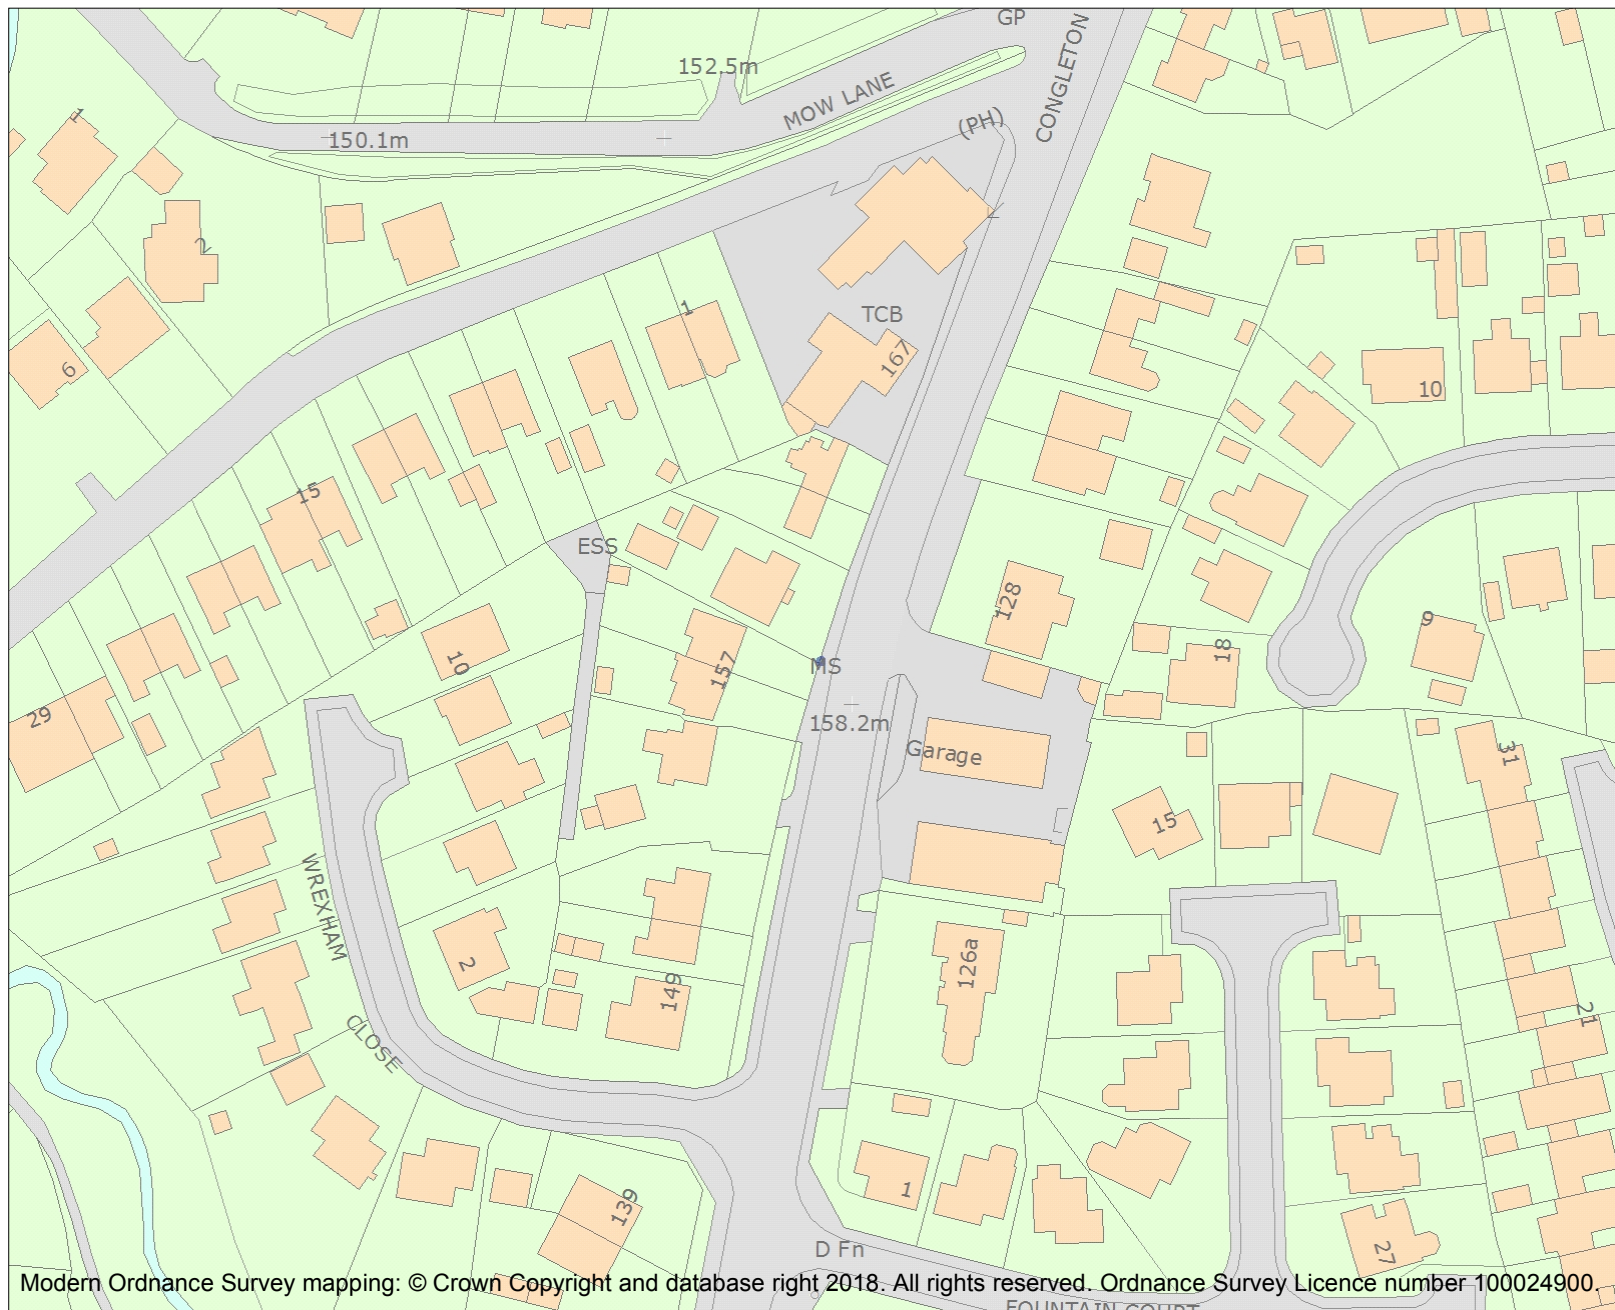 GP
CONGLETON
152.5m
MOW LANE
(PH)
1
150.1m
2
6
1
TCB
167
10
15
ESS
128
10
157
MS
18
9
29
158.2m
Garage
31
15
WREXHAM
CLOSE
2
149
126a
21
139
1
27
D Fn
FOUNTAIN COURT
Modern Ordnance Survey mapping: © Crown Copyright and database right 2018. All rights reserved. Ordnance Survey Licence number 100024900.